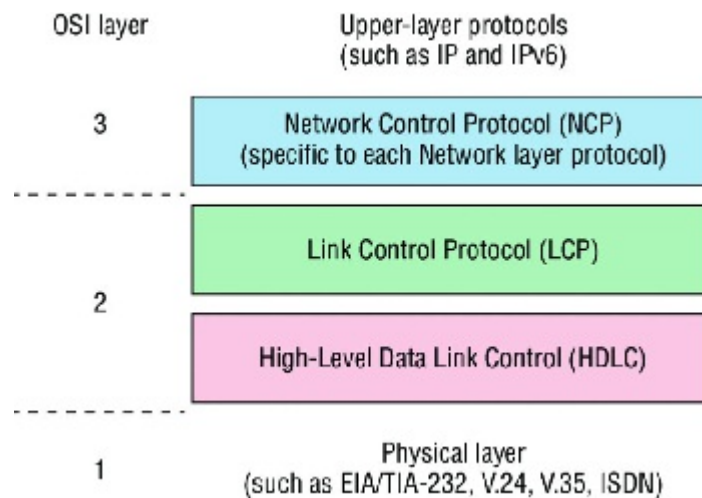 OSI layer
Upper-layer protocols
(such as IP and IPv6)
3
Network Control Protocol (NCP)
(specific to each Network layer protocol)
2
Link Control Protocol (LCP)
High-Level Data Link Control (HDLC)
1
Physical layer
(such as EIA/TIA-232, V.24, V.35, ISDN)